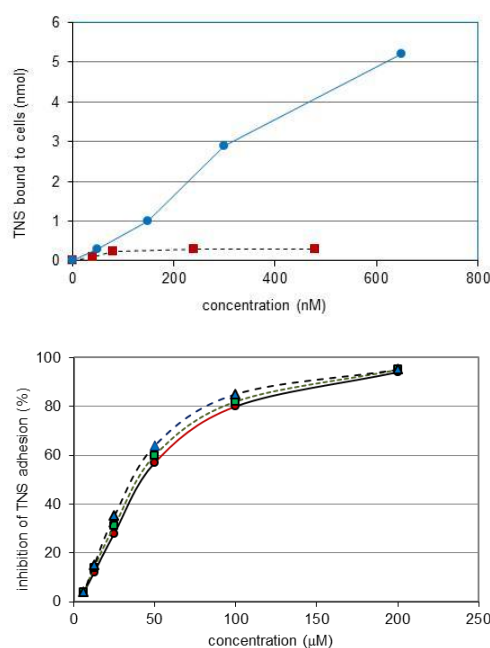 6
5
4
3
2
1
0
TNS bound to cells (nmol)
0 200 400 600 800
concentration (nM)
100
80
60
40
20
0
inhibition of TNS adhesion (%)
0 50 100 150 200 250
concentration (μM)